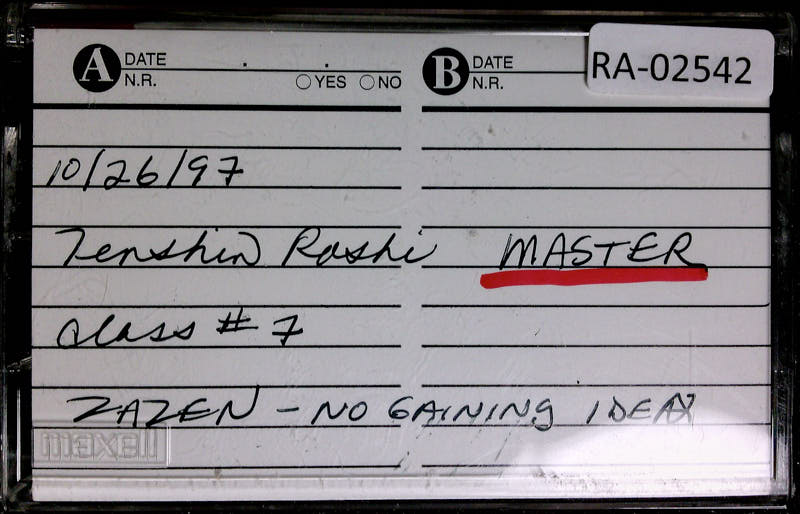 A DATE . .
N.R. YES NO
B DATE
N.R.
RA-02542
10/26/97
Tenshin Roshi MASTER
Class # 7
ZAZEN - NO GAINING IDEA
maxell